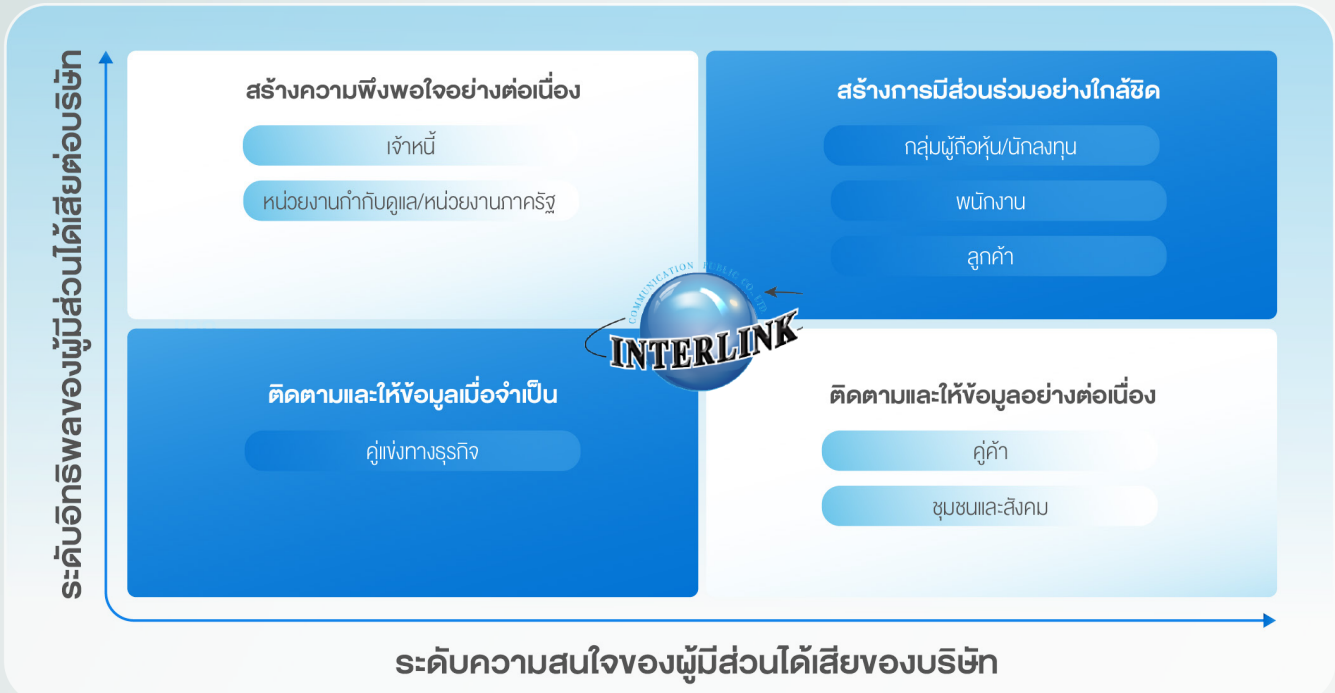 ระดับอิทธิพลของผู้มีส่วนได้เสียต่อบริษัท
สร้างความพึงพอใจอย่างต่อเนื่อง
เจ้าหนี้
หน่วยงานกำกับดูแล/หน่วยงานภาครัฐ
สร้างการมีส่วนร่วมอย่างใกล้ชิด
กลุ่มผู้ถือหุ้น/นักลงทุน
พนักงาน
ลูกค้า
COMMUNICATION PUBLIC CO., LTD.
INTERLINK
ติดตามและให้ข้อมูลเมื่อจำเป็น
คู่แข่งทางธุรกิจ
ติดตามและให้ข้อมูลอย่างต่อเนื่อง
คู่ค้า
ชุมชนและสังคม
ระดับความสนใจของผู้มีส่วนได้เสียของบริษัท